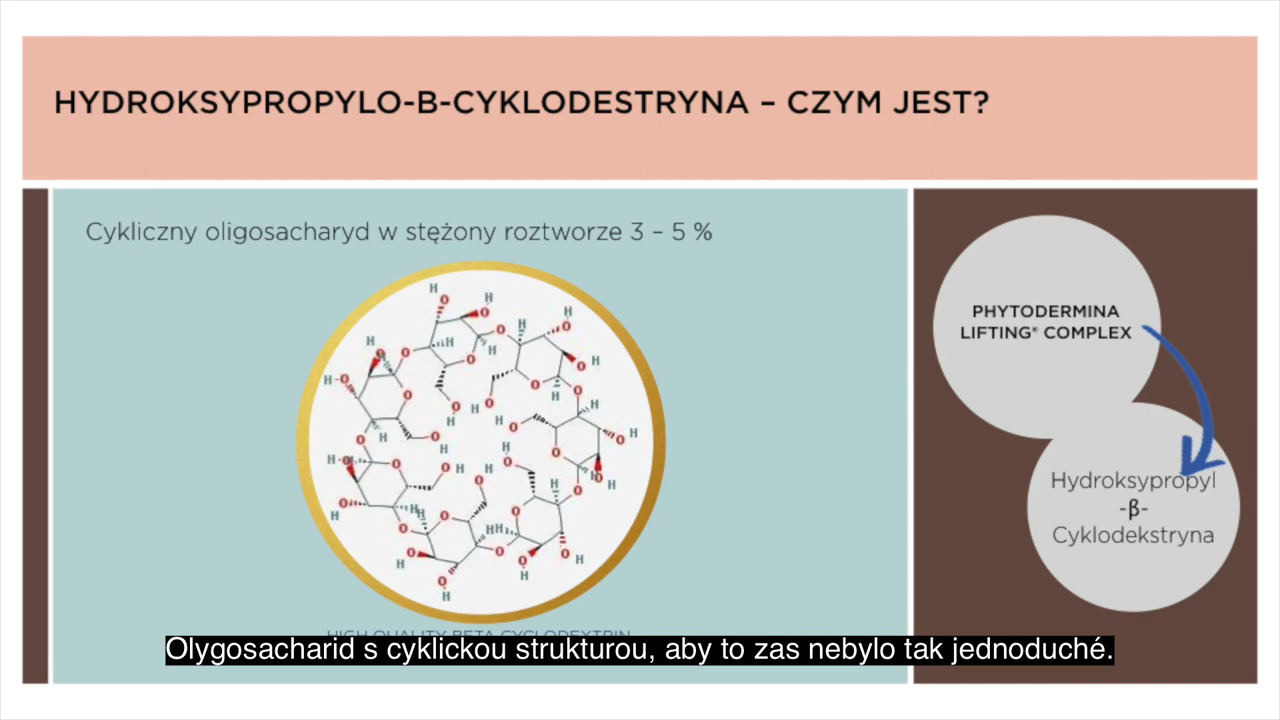 HYDROKSYPROPYLO-B-CYKLODESTRYNA – CZYM JEST?
Cykliczny oligosacharyd w stężony roztworze 3 – 5 %
PHYTODERMINA
LIFTING® COMPLEX
Hydroksypropyl
-β-
Cyklodekstryna
HIGH QUALITY BETA CYCLODEXTRIN
Olygosacharid s cyklickou strukturou, aby to zas nebylo tak jednoduché.